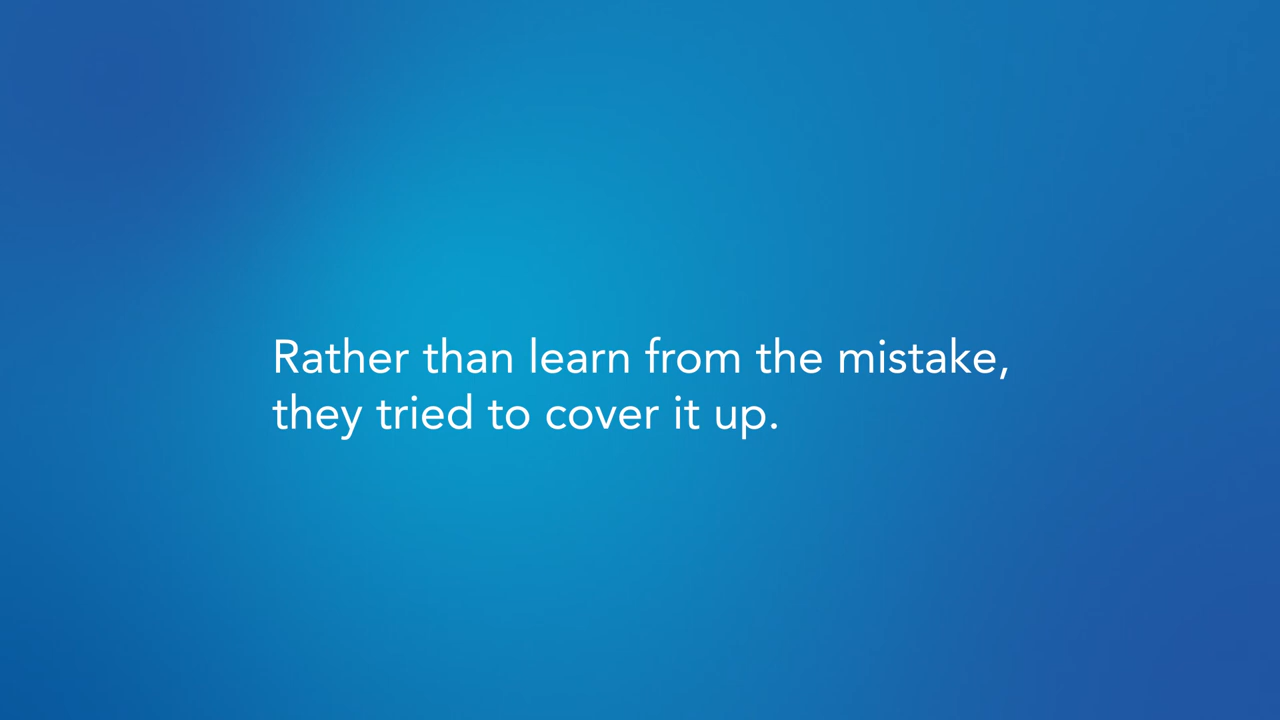 Rather than learn from the mistake,
they tried to cover it up.